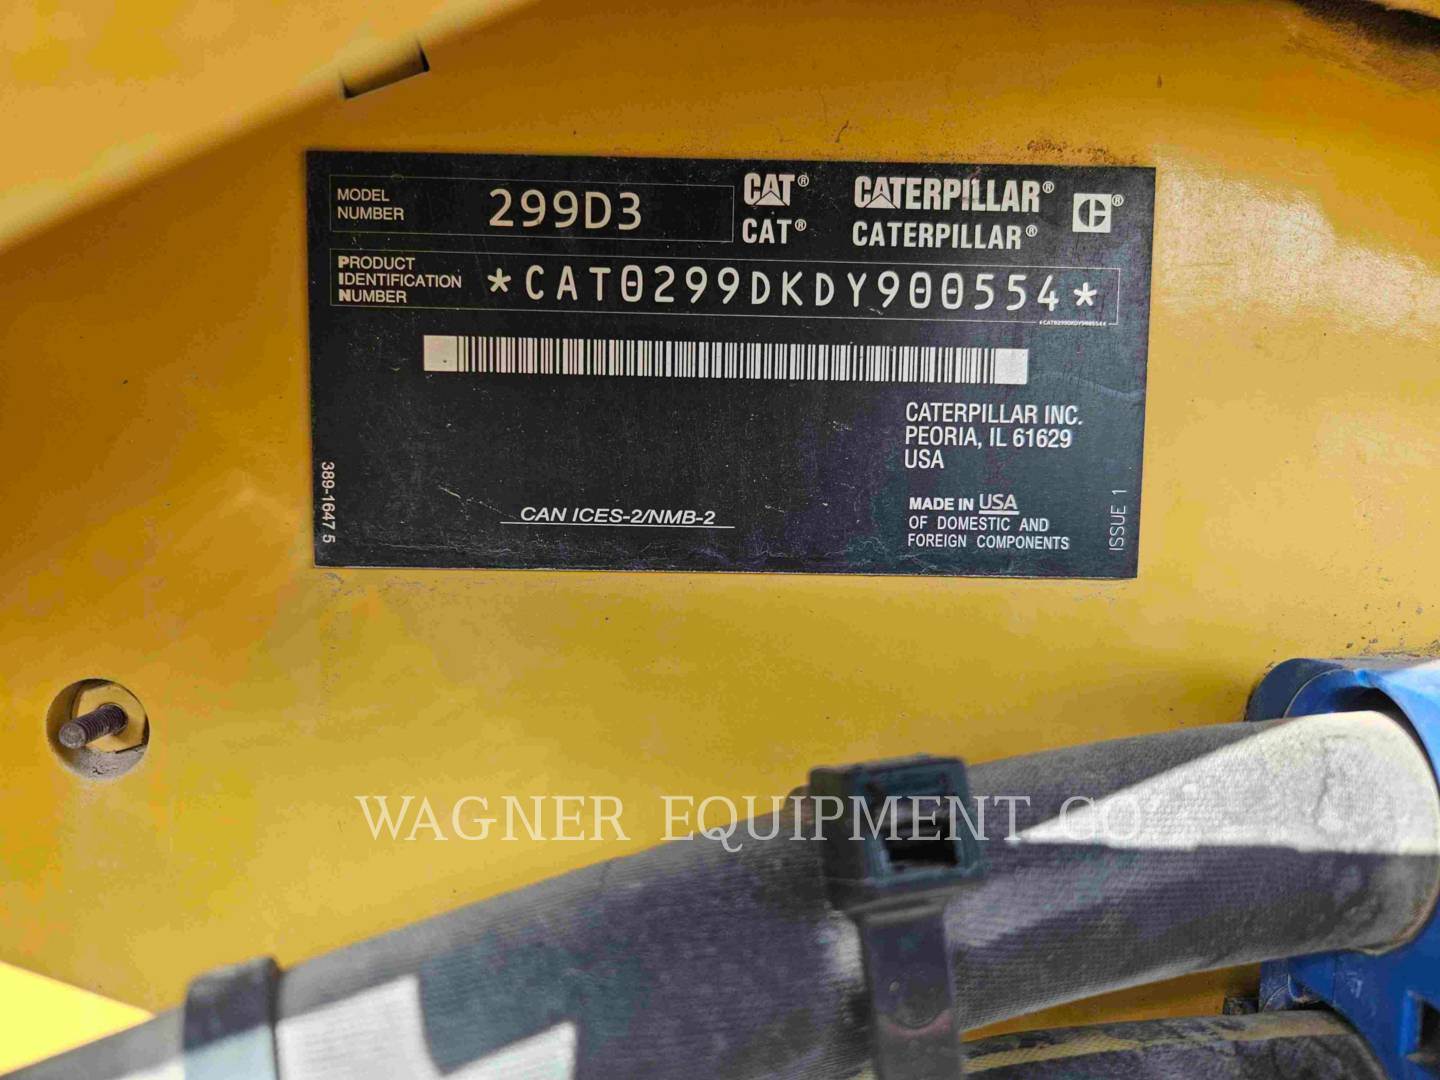 MODEL NUMBER 299D3
CAT® CATERPILLAR® ®
CAT® CATERPILLAR®
PRODUCT IDENTIFICATION NUMBER *CAT0299DKDY900554*
*CAT0299DKDY900554*
CATERPILLAR INC.
PEORIA, IL 61629
USA
389-1647 5
CAN ICES-2/NMB-2
MADE IN USA
OF DOMESTIC AND
FOREIGN COMPONENTS
ISSUE 1
WAGNER EQUIPMENT CO.